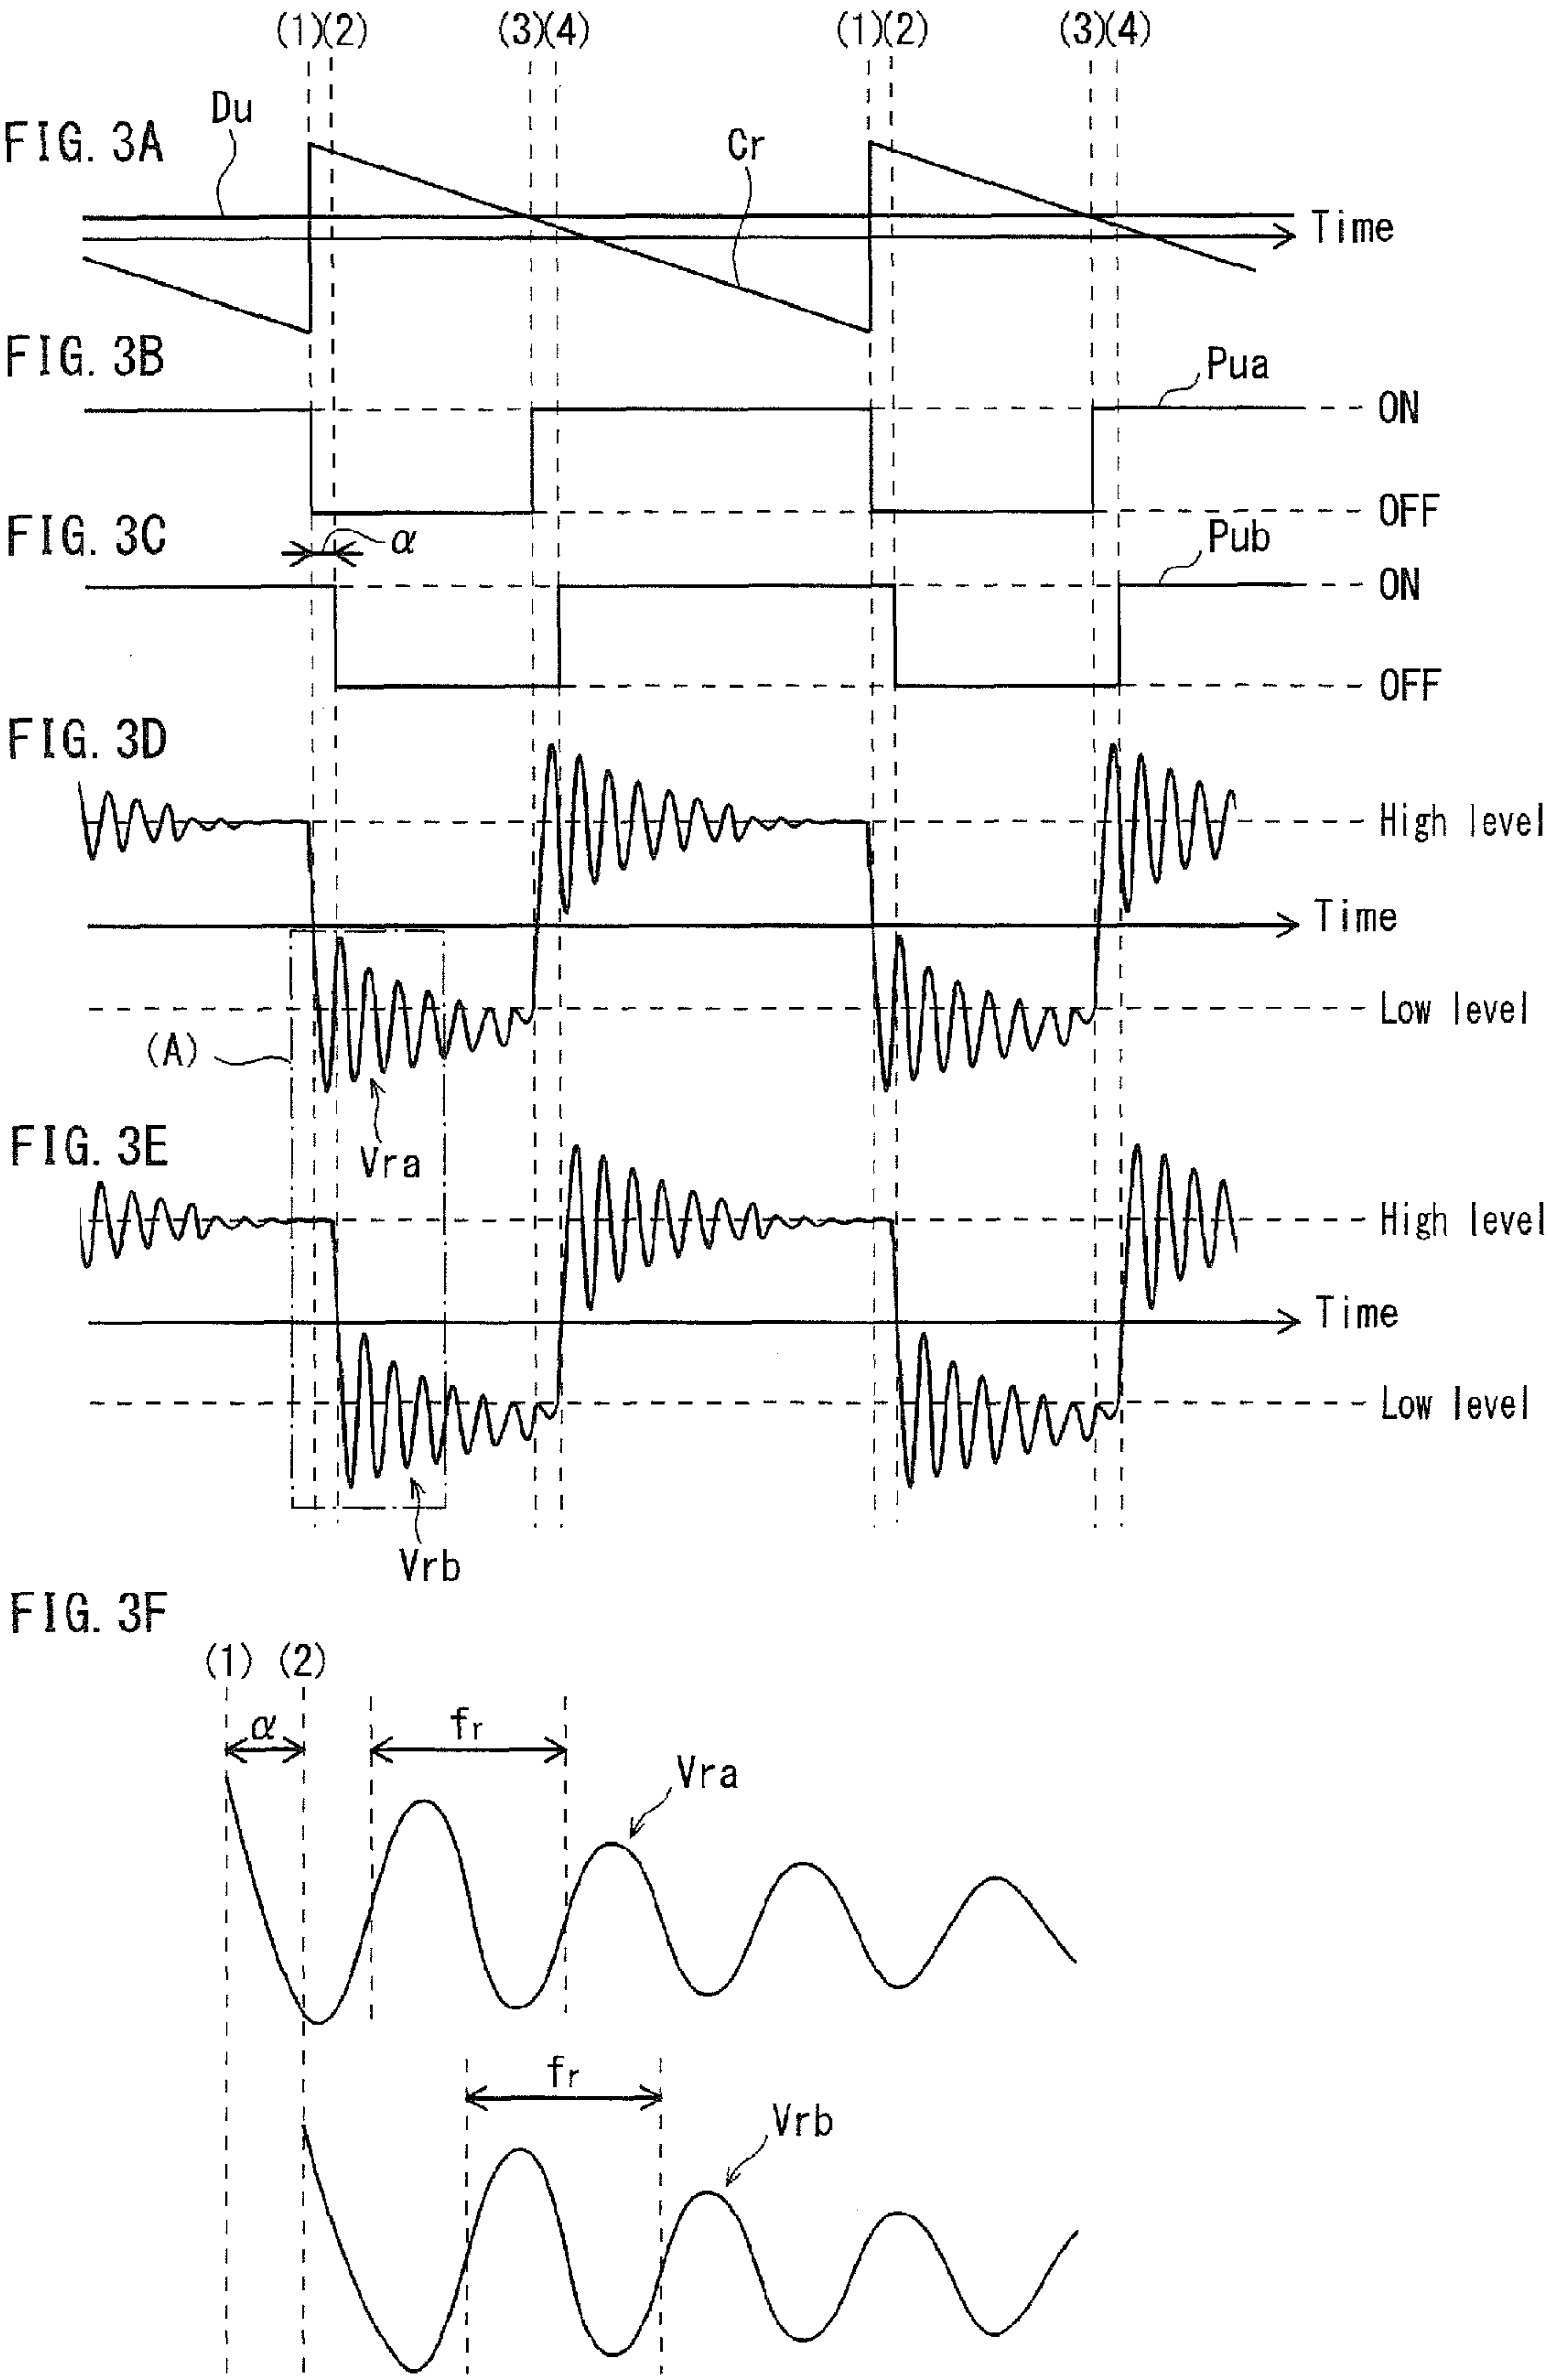 (1)(2) (3)(4) (1)(2) (3)(4)
FIG. 3A
Du
Cr
Time
FIG. 3B
Pua
ON
OFF
FIG. 3C
α
Pub
ON
OFF
FIG. 3D
High level
Time
Low level
(A)
Vra
FIG. 3E
High level
Time
Low level
Vrb
FIG. 3F
(1) (2)
α
fr
Vra
fr
Vrb